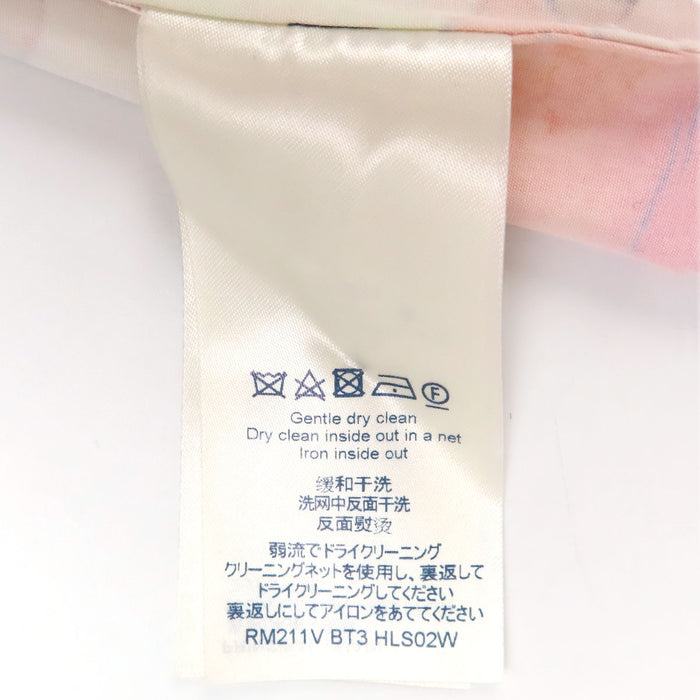 F
Gentle dry clean
Dry clean inside out in a net
Iron inside out
缓和干洗
洗网中反面干洗
反面熨烫
弱流でドライクリーニング
クリーニングネットを使用し、裏返して
ドライクリーニングしてください
裏返しにしてアイロンをあててください
RM211V BT3 HLS02W